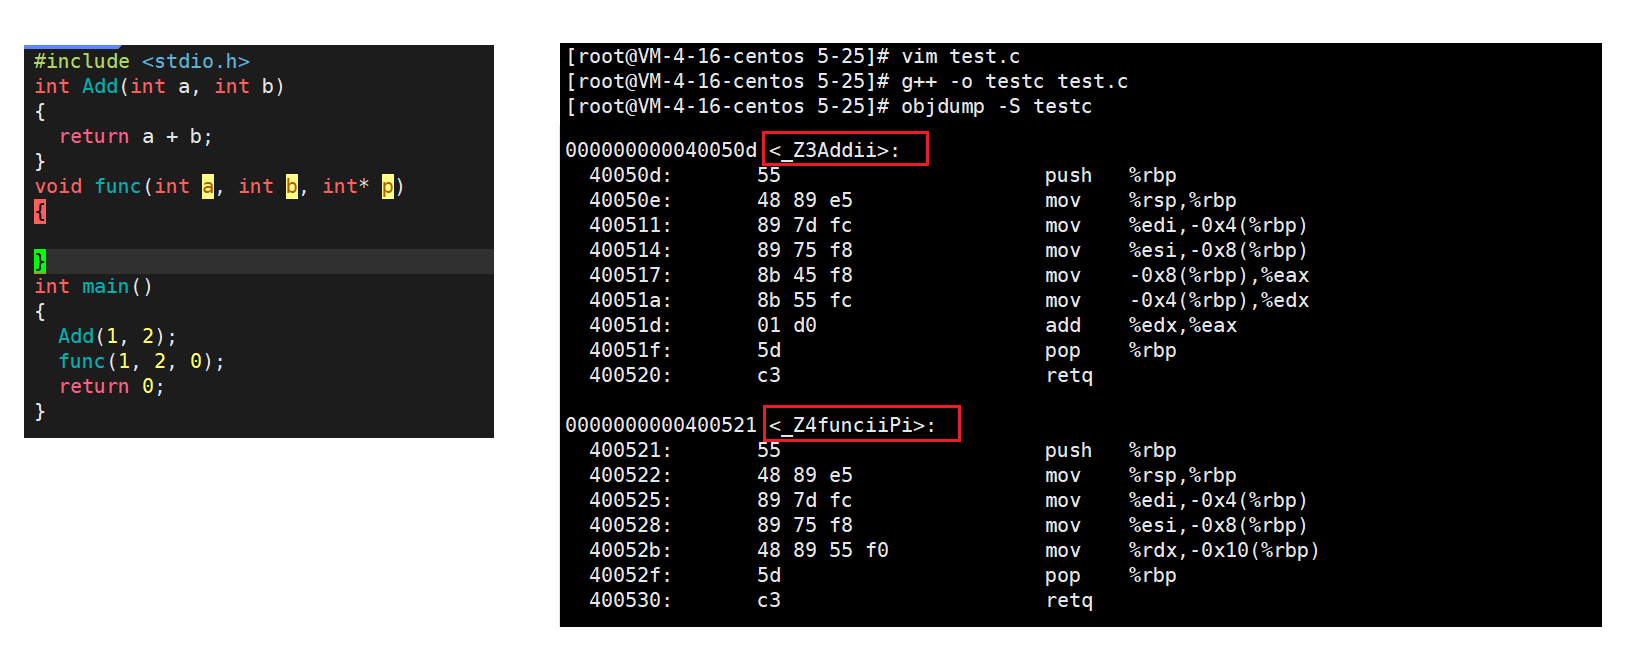 #include <stdio.h>
int Add(int a, int b)
{
  return a + b;
}
void func(int a, int b, int* p)
{
}
int main()
{
  Add(1, 2);
  func(1, 2, 0);
  return 0;
}
[root@VM-4-16-centos 5-25]# vim test.c
[root@VM-4-16-centos 5-25]# g++ -o testc test.c
[root@VM-4-16-centos 5-25]# objdump -S testc
000000000040050d <_Z3Addii>:
  40050d:	55	push   %rbp
  40050e:	48 89 e5	mov    %rsp,%rbp
  400511:	89 7d fc	mov    %edi,-0x4(%rbp)
  400514:	89 75 f8	mov    %esi,-0x8(%rbp)
  400517:	8b 45 f8	mov    -0x8(%rbp),%eax
  40051a:	8b 55 fc	mov    -0x4(%rbp),%edx
  40051d:	01 d0	add    %edx,%eax
  40051f:	5d	pop    %rbp
  400520:	c3	retq
0000000000400521 <_Z4funciiPi>:
  400521:	55	push   %rbp
  400522:	48 89 e5	mov    %rsp,%rbp
  400525:	89 7d fc	mov    %edi,-0x4(%rbp)
  400528:	89 75 f8	mov    %esi,-0x8(%rbp)
  40052b:	48 89 55 f0	mov    %rdx,-0x10(%rbp)
  40052f:	5d	pop    %rbp
  400530:	c3	retq